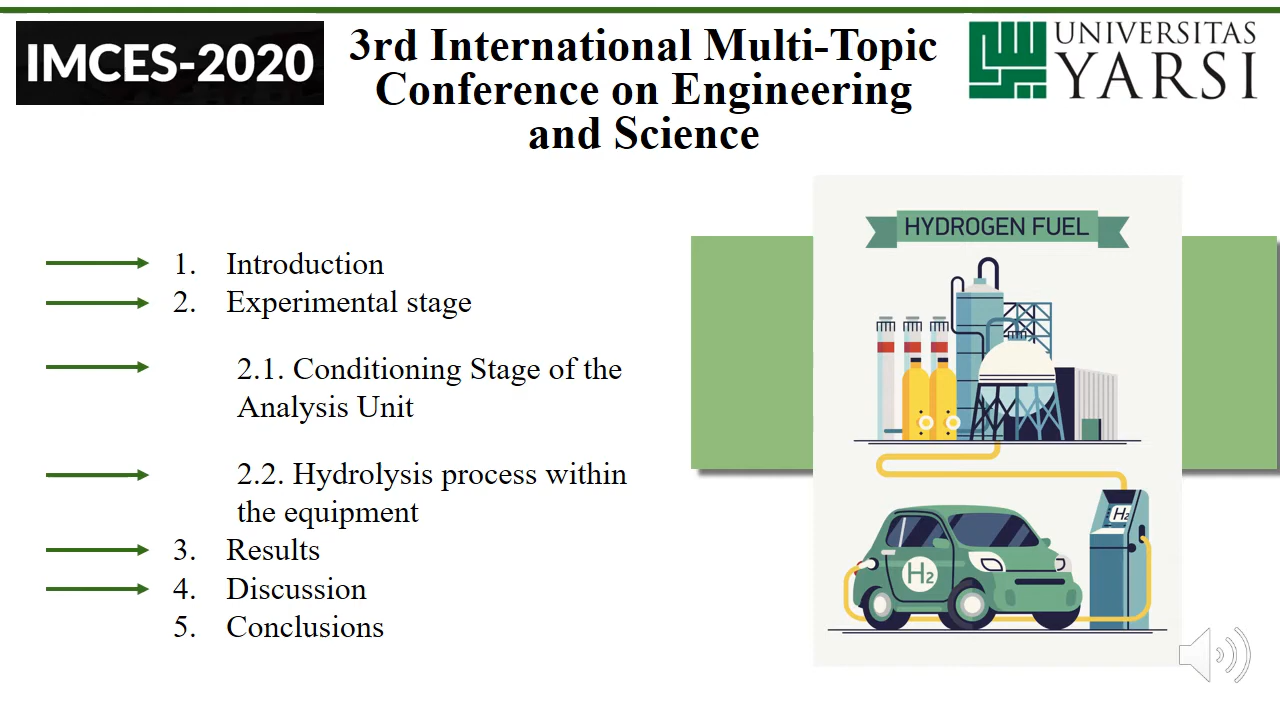 IMCES-2020
3rd International Multi-Topic
Conference on Engineering
and Science
UNIVERSITAS
YARSI
1. Introduction
2. Experimental stage
2.1. Conditioning Stage of the
Analysis Unit
2.2. Hydrolysis process within
the equipment
3. Results
4. Discussion
5. Conclusions
HYDROGEN FUEL
H2
H2